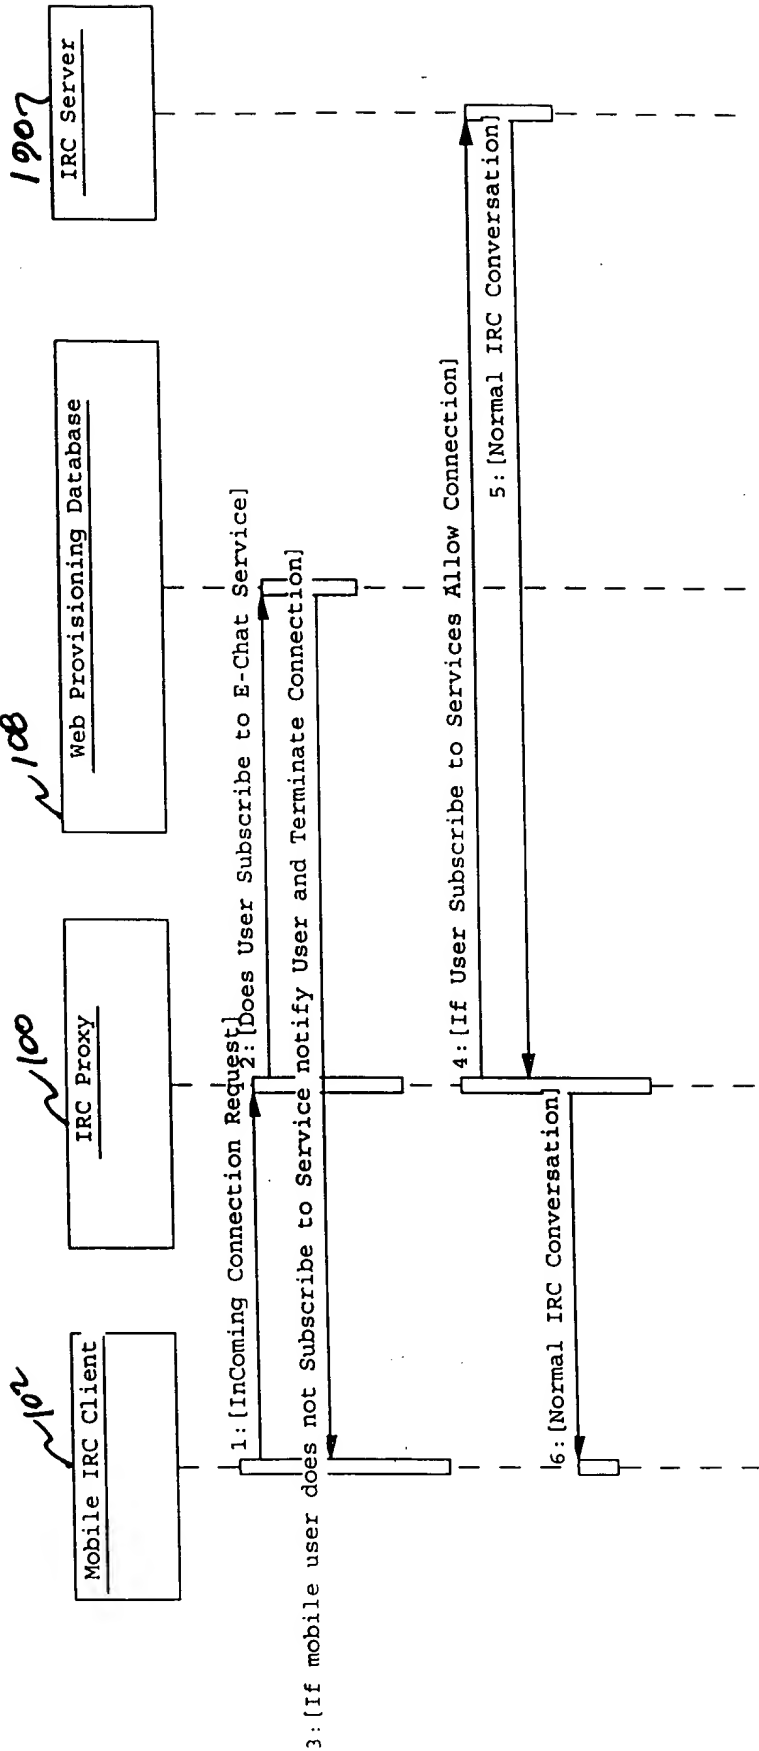 102
100
108
Mobile IRC Client
IRC Proxy
Web Provisioning Database
IRC Server
1:[InComing Connection Request]
2:[Does User Subscribe to E-Chat Service]
3:[If mobile user does not Subscribe to Service notify User and Terminate Connection]
4:[If User Subscribe to Services Allow Connection]
5:[Normal IRC Conversation]
6:[Normal IRC Conversation]